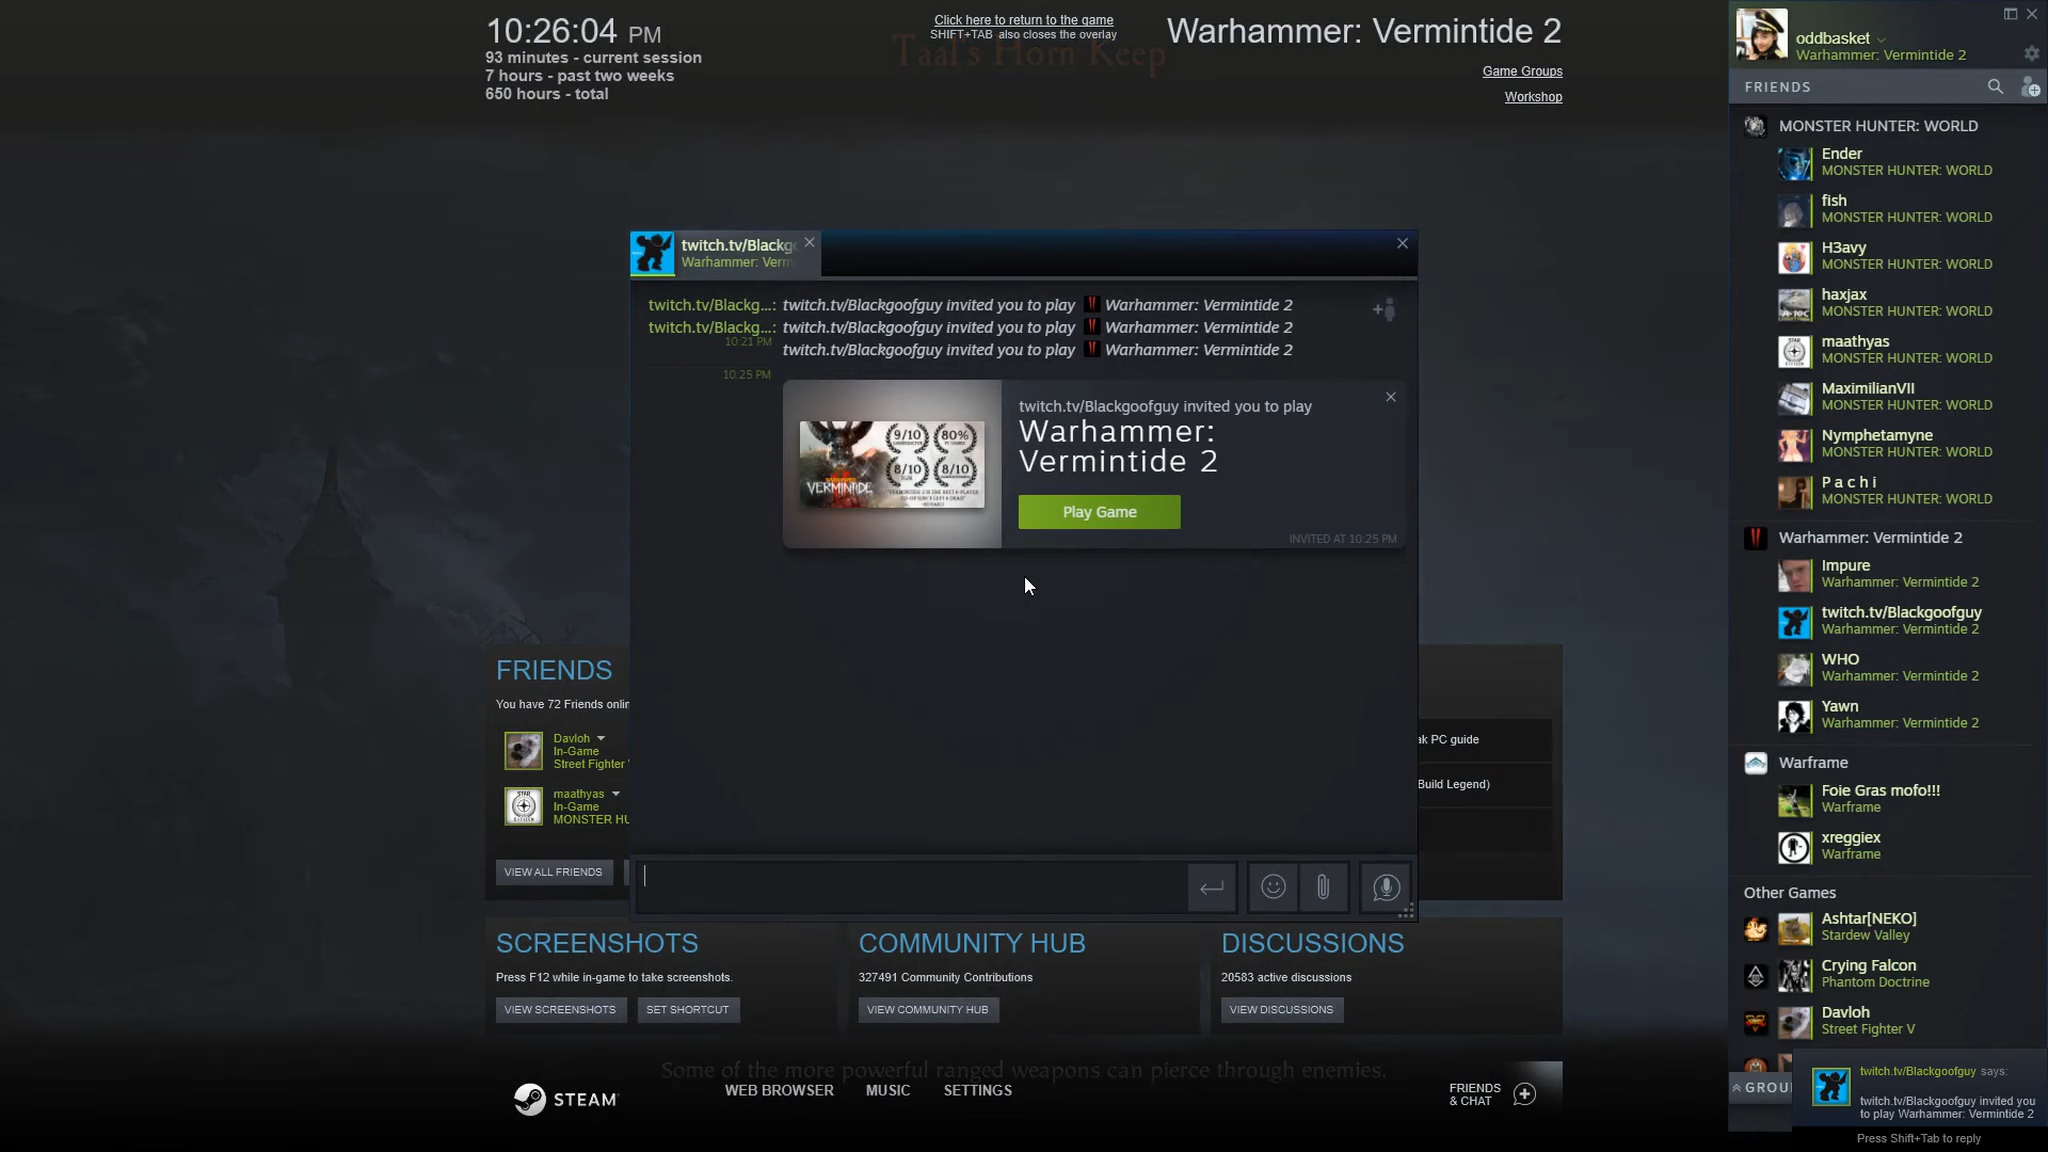 10:26:04 PM
93 minutes - current session
7 hours - past two weeks
650 hours - total
Click here to return to the game
SHIFT+TAB also closes the overlay
Taal's Horn Keep
Warhammer: Vermintide 2
Game Groups
Workshop
twitch.tv/Blackgo
Warhammer: Verm
twitch.tv/Blackg...: twitch.tv/Blackgoofguy invited you to play Warhammer: Vermintide 2
twitch.tv/Blackg...: twitch.tv/Blackgoofguy invited you to play Warhammer: Vermintide 2
10:21 PM twitch.tv/Blackgoofguy invited you to play Warhammer: Vermintide 2
10:25 PM
9/10
80%
8/10
8/10
VERMINTIDE
twitch.tv/Blackgoofguy invited you to play
Warhammer:
Vermintide 2
Play Game
INVITED AT 10:25 PM
FRIENDS
You have 72 Friends onlin
Davloh
In-Game
Street Fighter V
maathyas
In-Game
MONSTER HU
VIEW ALL FRIENDS
ak PC guide
Build Legend)
SCREENSHOTS
Press F12 while in-game to take screenshots.
VIEW SCREENSHOTS
SET SHORTCUT
COMMUNITY HUB
327491 Community Contributions
VIEW COMMUNITY HUB
DISCUSSIONS
20583 active discussions
VIEW DISCUSSIONS
Some of the more powerful ranged weapons can pierce through enemies.
STEAM
WEB BROWSER
MUSIC
SETTINGS
FRIENDS
& CHAT
oddbasket
Warhammer: Vermintide 2
FRIENDS
MONSTER HUNTER: WORLD
Ender
MONSTER HUNTER: WORLD
fish
MONSTER HUNTER: WORLD
H3avy
MONSTER HUNTER: WORLD
haxjax
MONSTER HUNTER: WORLD
maathyas
MONSTER HUNTER: WORLD
MaximilianVII
MONSTER HUNTER: WORLD
Nymphetamyne
MONSTER HUNTER: WORLD
P a c h i
MONSTER HUNTER: WORLD
Warhammer: Vermintide 2
Impure
Warhammer: Vermintide 2
twitch.tv/Blackgoofguy
Warhammer: Vermintide 2
WHO
Warhammer: Vermintide 2
Yawn
Warhammer: Vermintide 2
Warframe
Foie Gras mofo!!!
Warframe
xreggiex
Warframe
Other Games
Ashtar[NEKO]
Stardew Valley
Crying Falcon
Phantom Doctrine
Davloh
Street Fighter V
GROU
twitch.tv/Blackgoofguy says:
twitch.tv/Blackgoofguy invited you
to play Warhammer: Vermintide 2
Press Shift+Tab to reply